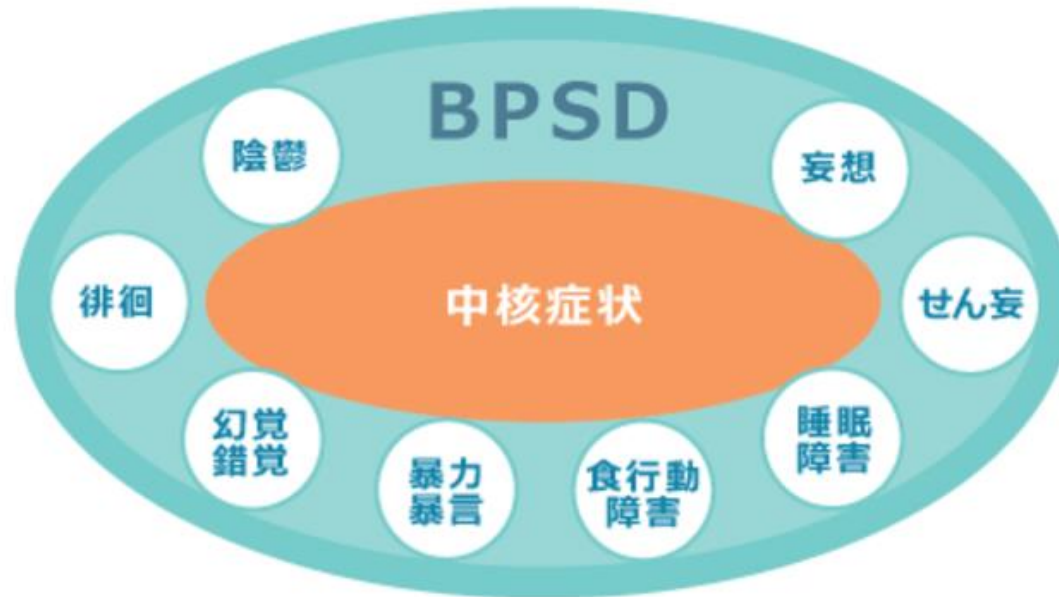 BPSD
陰鬱
妄想
徘徊
中核症状
せん妄
幻覚
錯覚
暴力
暴言
食行動
障害
睡眠
障害